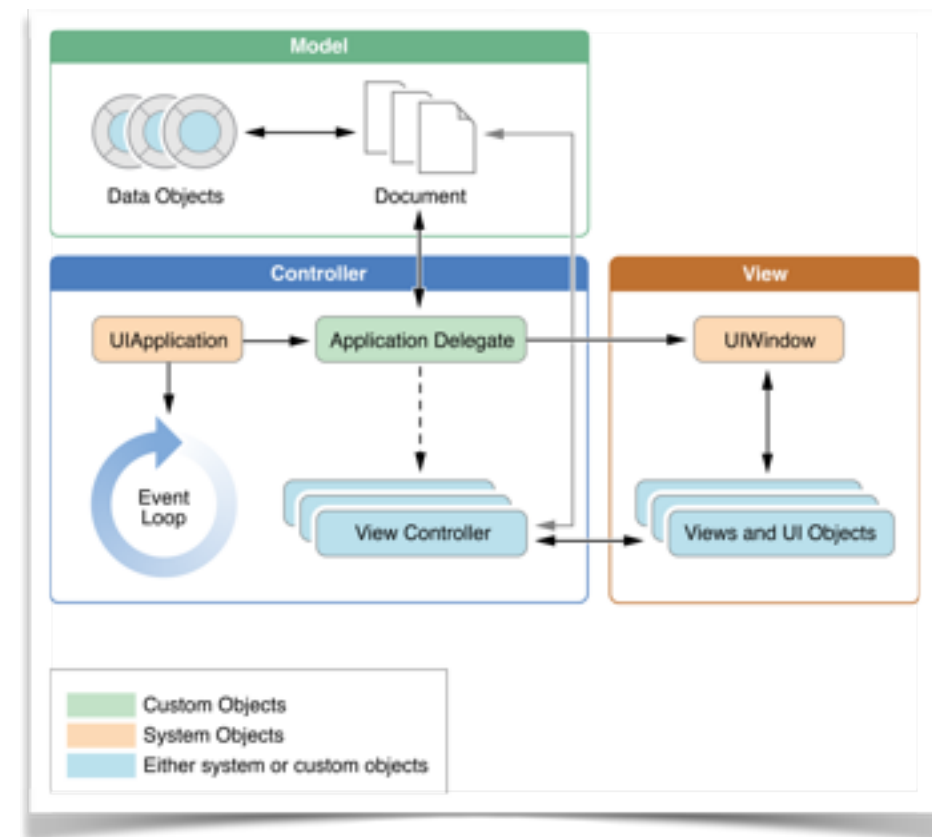 Model
Data Objects
Document
Controller
View
UIApplication
Application Delegate
UIWindow
Event
Loop
View Controller
Views and UI Objects
Custom Objects
System Objects
Either system or custom objects